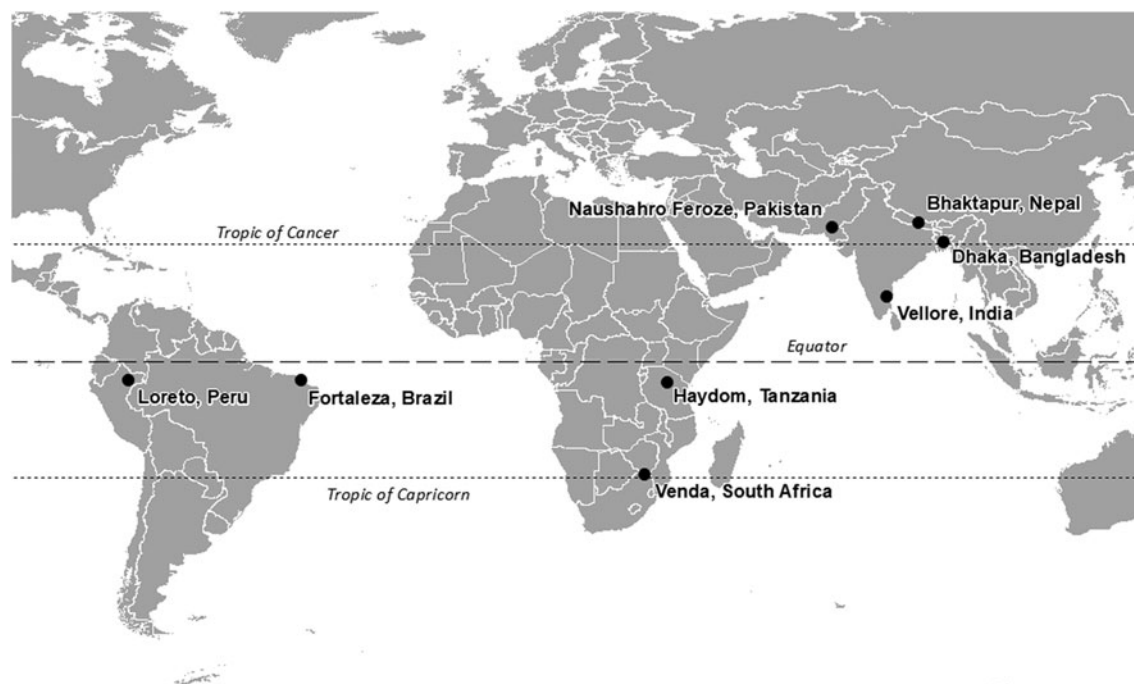 Naushahro Feroze, Pakistan
Bhaktapur, Nepal
Tropic of Cancer
Dhaka, Bangladesh
Vellore, India
Equator
Loreto, Peru
Fortaleza, Brazil
Haydom, Tanzania
Tropic of Capricorn
Venda, South Africa